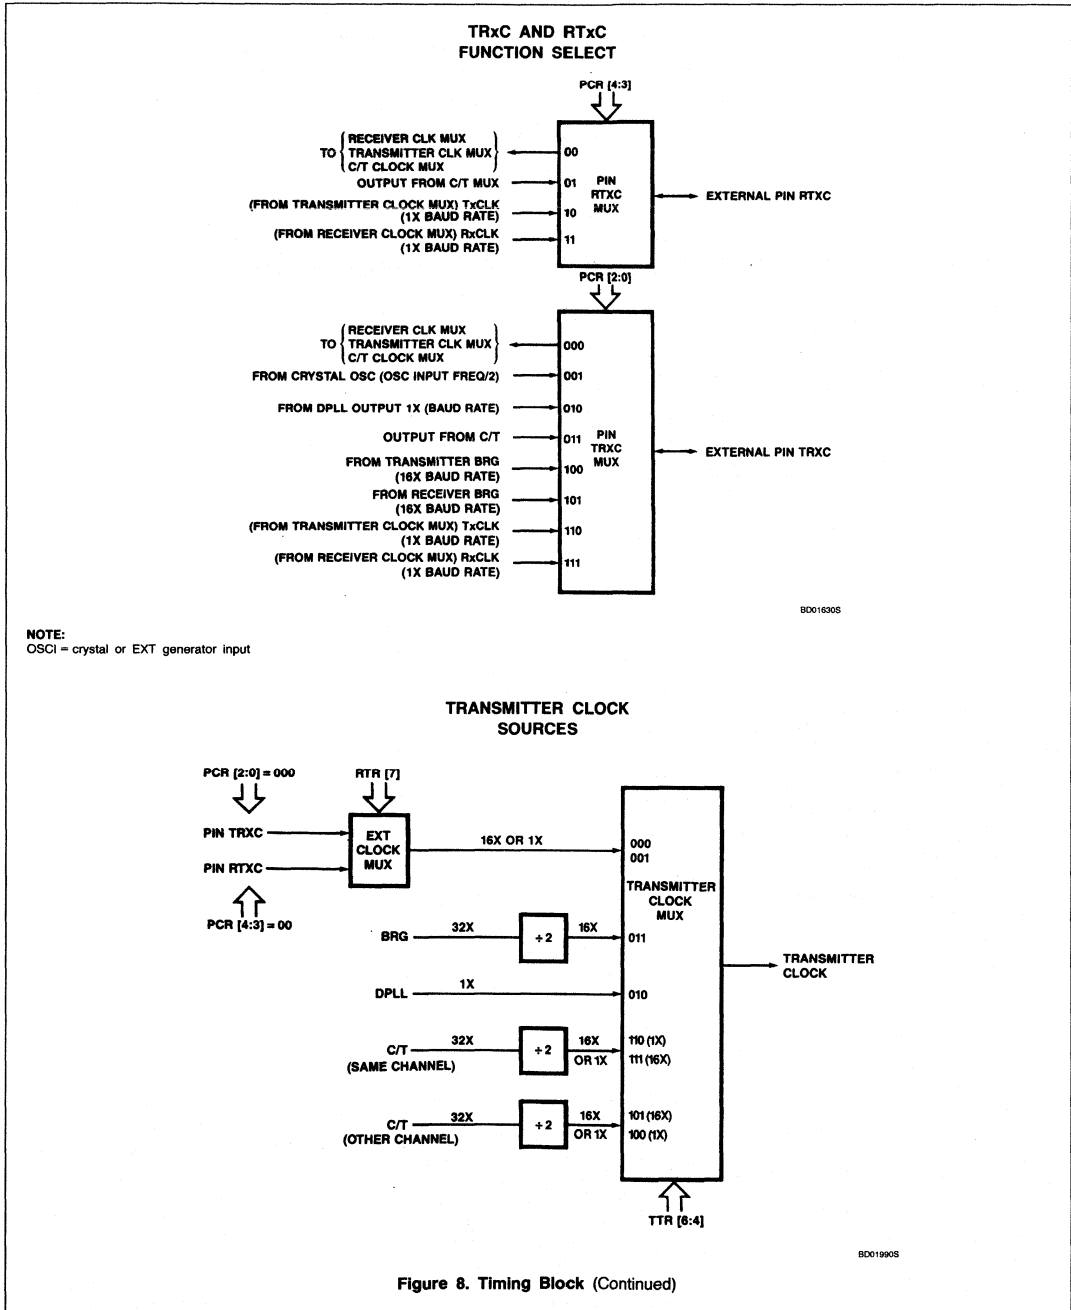 TRxC AND RTxC
FUNCTION SELECT
PCR [4:3]
TO
RECEIVER CLK MUX
TRANSMITTER CLK MUX
C/T CLOCK MUX
00
OUTPUT FROM C/T MUX
01
PIN
RTXC
MUX
EXTERNAL PIN RTXC
(FROM TRANSMITTER CLOCK MUX) TxCLK
(1X BAUD RATE)
10
(FROM RECEIVER CLOCK MUX) RxCLK
(1X BAUD RATE)
11
PCR [2:0]
TO
RECEIVER CLK MUX
TRANSMITTER CLK MUX
C/T CLOCK MUX
000
FROM CRYSTAL OSC (OSC INPUT FREQ/2)
001
FROM DPLL OUTPUT 1X (BAUD RATE)
010
OUTPUT FROM C/T
011
PIN
TRXC
MUX
EXTERNAL PIN TRXC
FROM TRANSMITTER BRG
(16X BAUD RATE)
100
FROM RECEIVER BRG
(16X BAUD RATE)
101
(FROM TRANSMITTER CLOCK MUX) TxCLK
(1X BAUD RATE)
110
(FROM RECEIVER CLOCK MUX) RxCLK
(1X BAUD RATE)
111
BD01630S
NOTE:
OSCI = crystal or EXT generator input
TRANSMITTER CLOCK
SOURCES
PCR [2:0] = 000
RTR [7]
PIN TRXC
PIN RTXC
EXT
CLOCK
MUX
16X OR 1X
000
001
PCR [4:3] = 00
TRANSMITTER
CLOCK
MUX
BRG
32X
÷2
16X
011
TRANSMITTER
CLOCK
DPLL
1X
010
C/T
(SAME CHANNEL)
32X
÷2
16X
OR 1X
110 (1X)
111 (16X)
C/T
(OTHER CHANNEL)
32X
÷2
16X
OR 1X
101 (16X)
100 (1X)
TTR [6:4]
BD01990S
Figure 8. Timing Block (Continued)